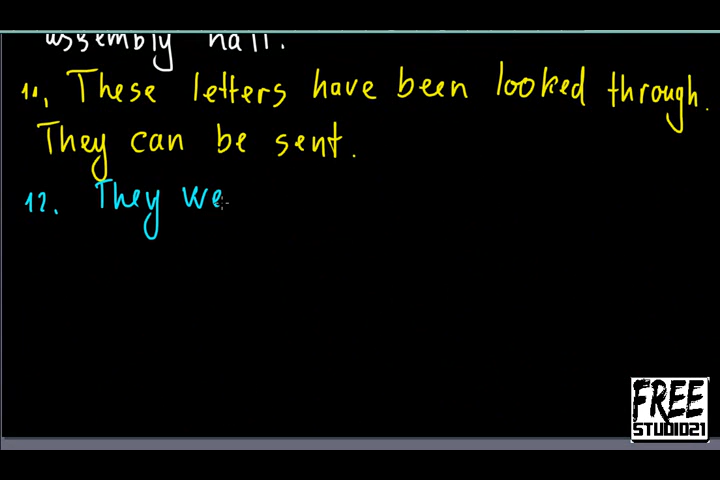 assembly hall.
11. These letters have been looked through.
They can be sent.
12. They we
FREE
STUDIO21